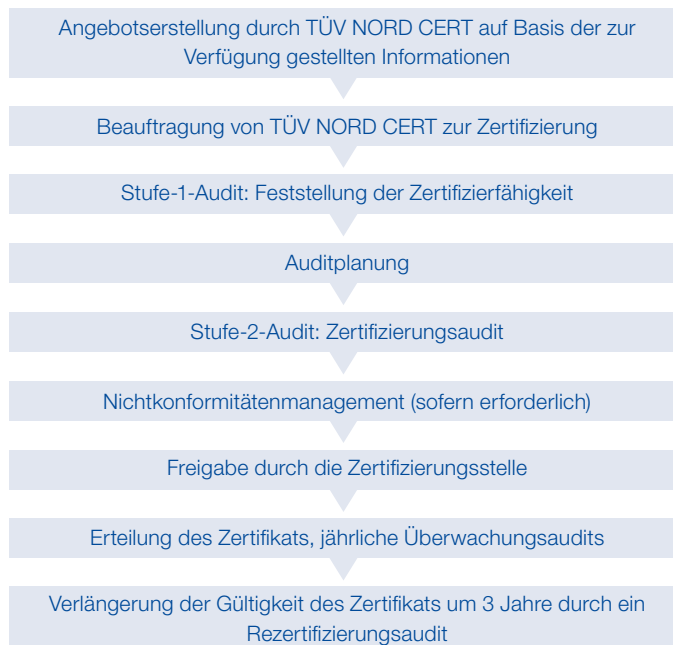 Angebotserstellung durch TÜV NORD CERT auf Basis der zur
Verfügung gestellten Informationen
Beauftragung von TÜV NORD CERT zur Zertifizierung
Stufe-1-Audit: Feststellung der Zertifizierfähigkeit
Auditplanung
Stufe-2-Audit: Zertifizierungsaudit
Nichtkonformitätenmanagement (sofern erforderlich)
Freigabe durch die Zertifizierungsstelle
Erteilung des Zertifikats, jährliche Überwachungsaudits
Verlängerung der Gültigkeit des Zertifikats um 3 Jahre durch ein
Rezertifizierungsaudit